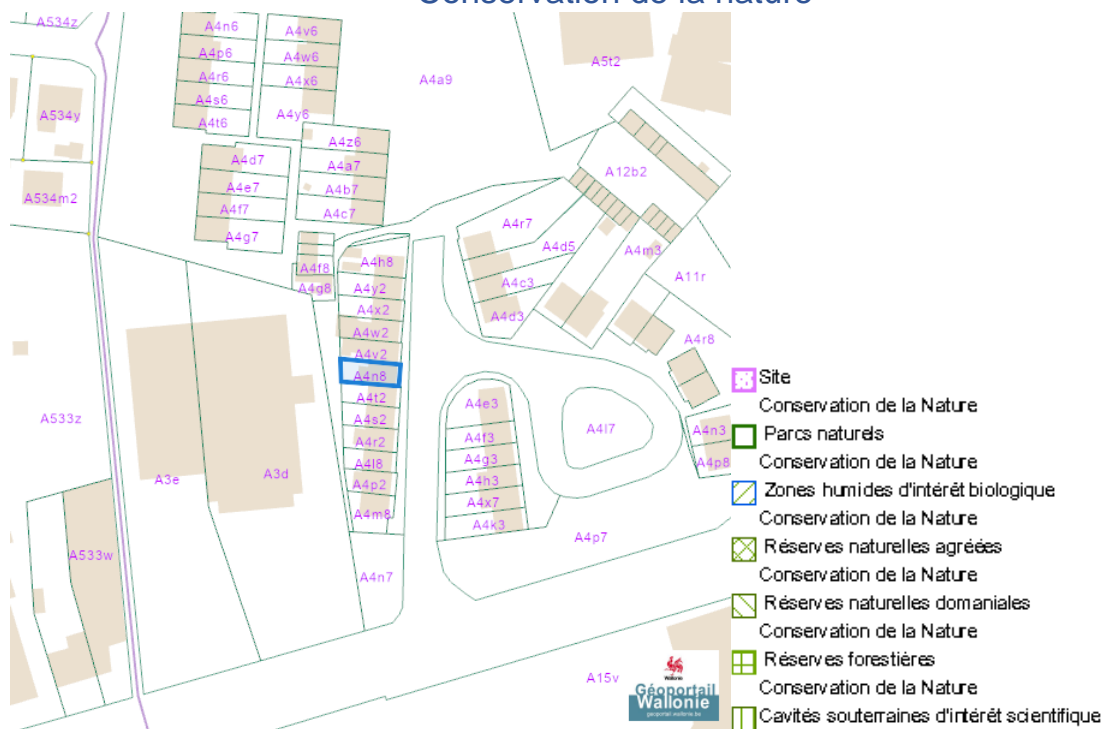 Conservation de la nature
A534z
A4n6
A4v6
A4p6
A4w6
A5t2
A4r6
A4x6
A4a9
A4s6
A4y6
A534y
A4t6
A4z6
A4d7
A4a7
A12b2
A4e7
A4b7
A534m2
A4f7
A4c7
A4r7
A4g7
A4d5
A4m3
A4f8
A4h8
A11r
A4g8
A4y2
A4c3
A4x2
A4d3
A4w2
A4r8
A4v2
A4n8
A4t2
A4e3
A533z
A4s2
A4l7
A4n3
A4r2
A4f3
A4l8
A4g3
A4p8
A3e
A3d
A4p2
A4h3
A4m8
A4x7
A4k3
A533w
A4p7
A4n7
A15v
Wallonie
Géoportail
Wallonie
geoportail.wallonie.be
Site
Conservation de la Nature
Parcs naturels
Conservation de la Nature
Zones humides d'intérêt biologique
Conservation de la Nature
Réserves naturelles agréées
Conservation de la Nature
Réserves naturelles domaniales
Conservation de la Nature
Réserves forestières
Conservation de la Nature
Cavités souterraines d'intérêt scientifique